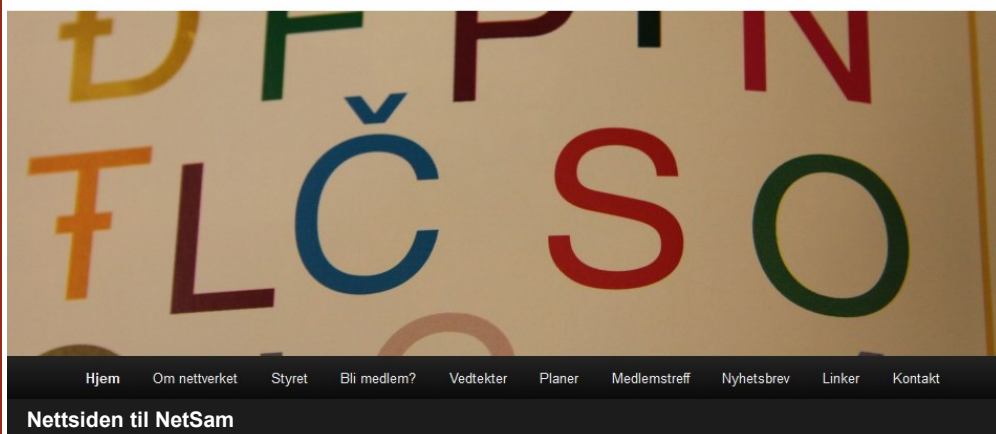 Đ F P I N
Ŧ L Č S O
Hjem Om nettverket Styret Bli medlem? Vedtekter Planer Medlemstreff Nyhetsbrev Linker Kontakt
Nettsiden til NetSam